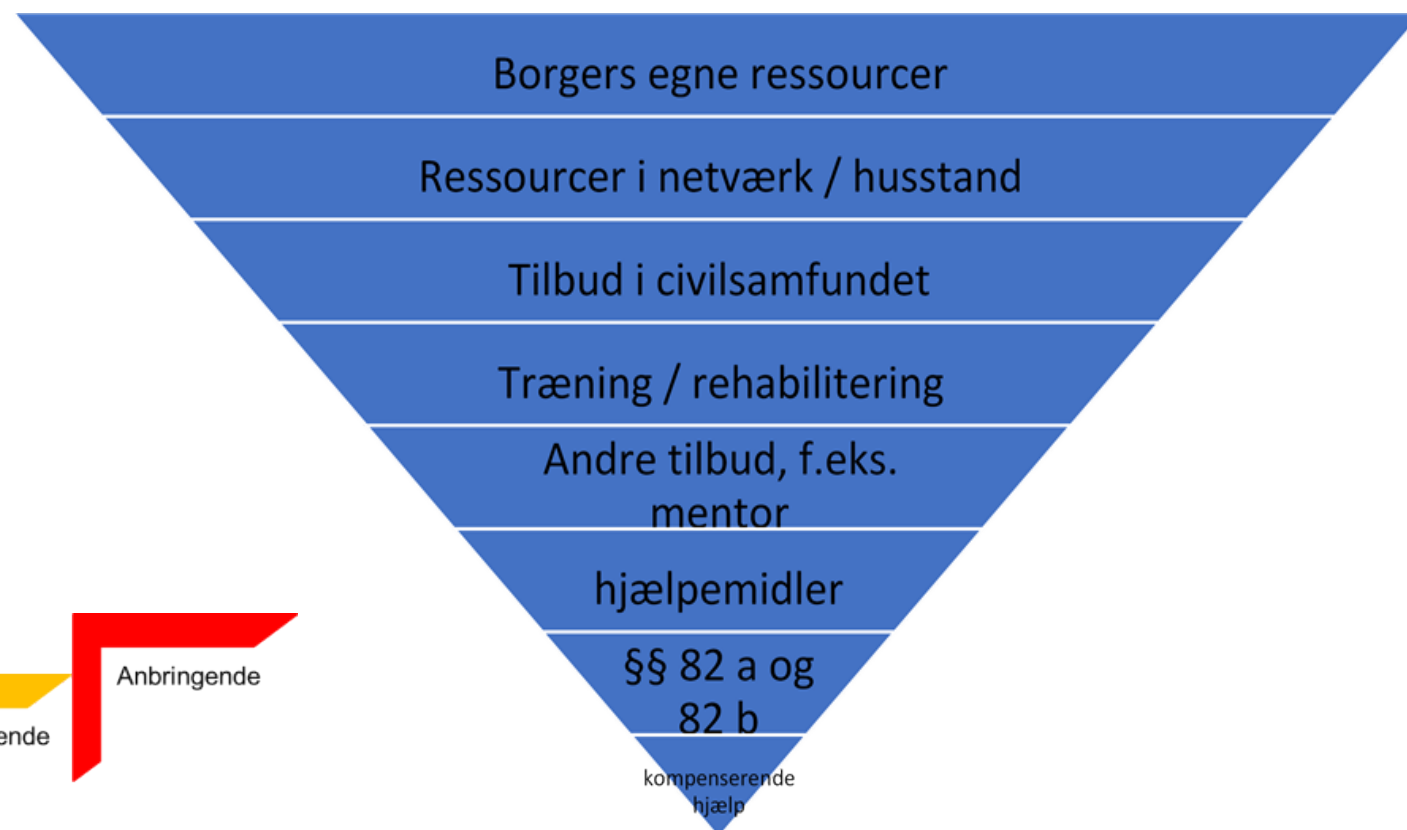 Borgers egne ressourcer
Ressourcer i netværk / husstand
Tilbud i civilsamfundet
Træning / rehabilitering
Andre tilbud, f.eks.
mentor
hjælpemidler
§§ 82 a og
82 b
kompenserende
hjælp
Anbringende
ende